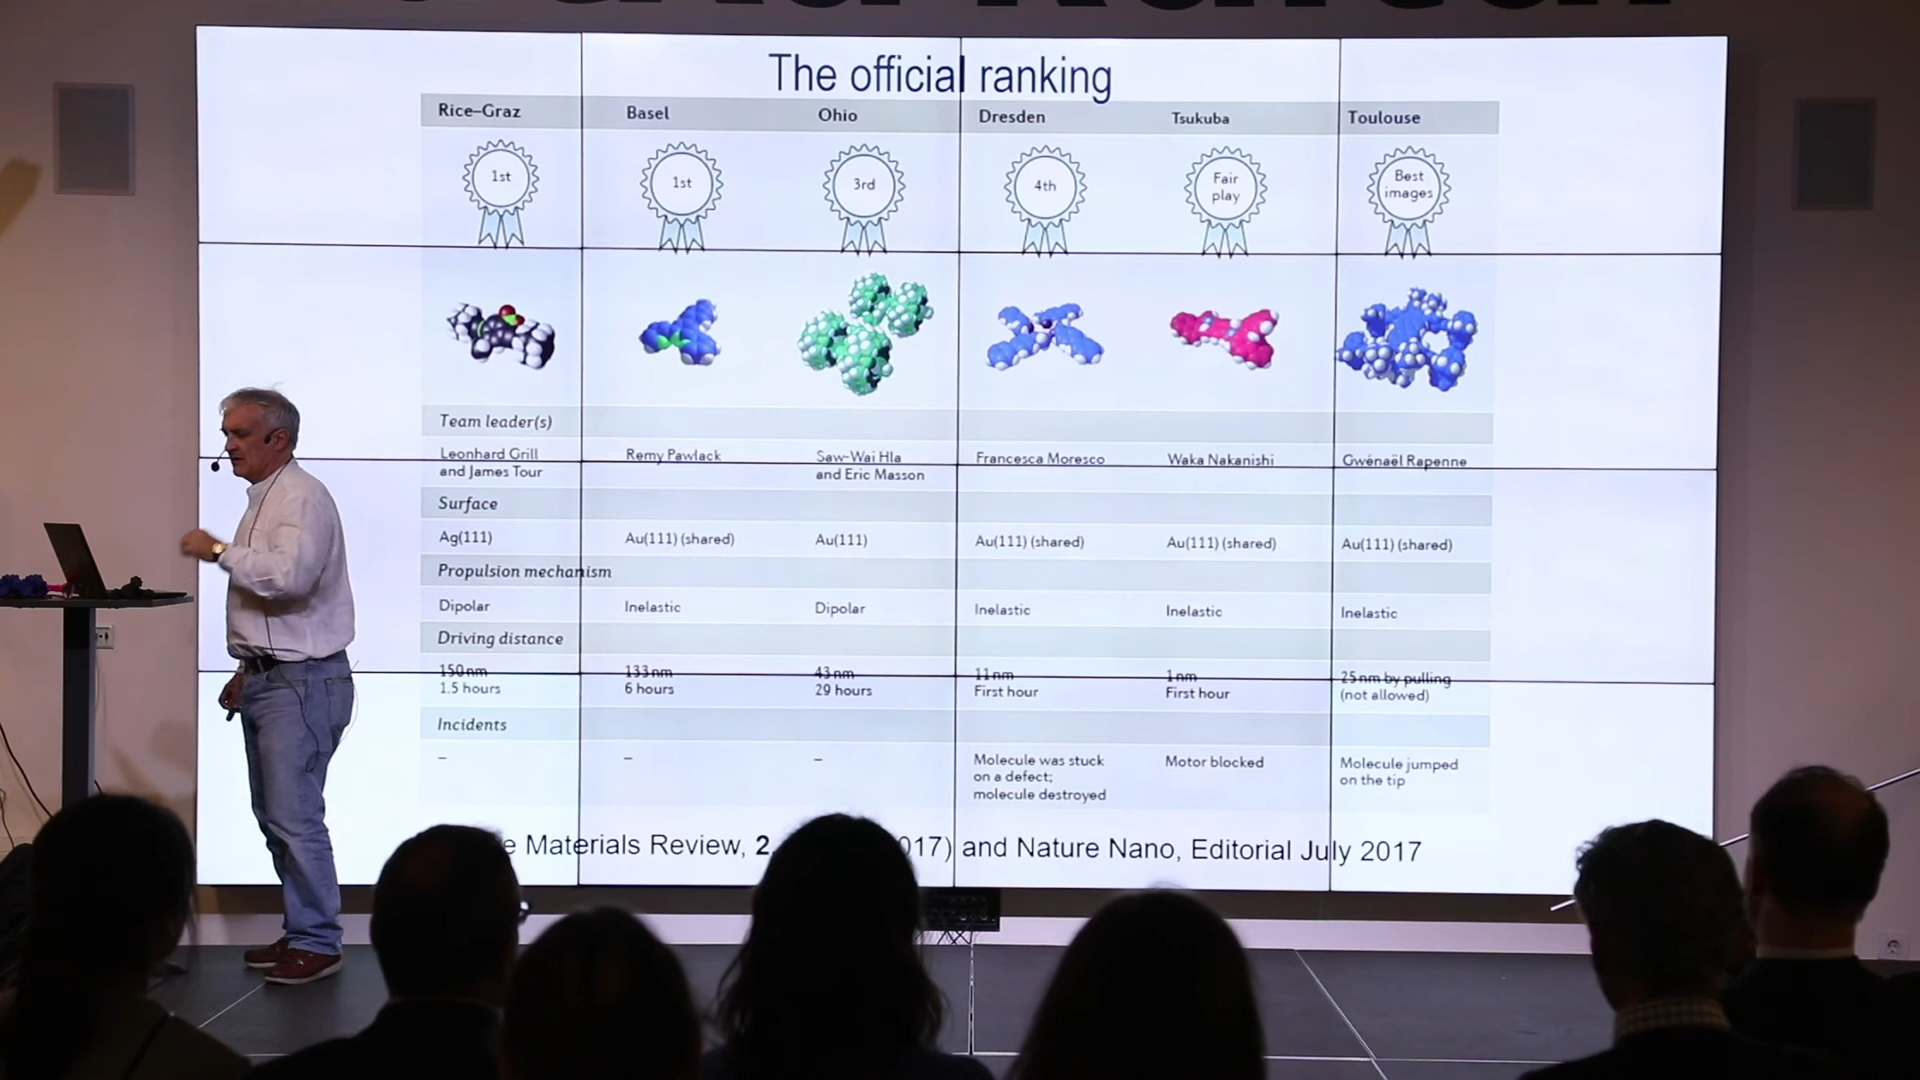 The official ranking
Rice–Graz Basel Ohio Dresden Tsukuba Toulouse
1st 1st 3rd 4th Fair play Best images
Team leader(s)
Leonhard Grill and James Tour
Remy Pawlack
Saw-Wai Hla and Eric Masson
Francesca Moresco
Waka Nakanishi
Gwénaël Rapenne
Surface
Ag(111) Au(111) (shared) Au(111) Au(111) (shared) Au(111) (shared) Au(111) (shared)
Propulsion mechanism
Dipolar Inelastic Dipolar Inelastic Inelastic Inelastic
Driving distance
150 nm 133 nm 43 nm 11 nm 1 nm 25 nm by pulling
1.5 hours 6 hours 29 hours First hour First hour (not allowed)
Incidents
– – –
Molecule was stuck
on a defect;
molecule destroyed
Motor blocked
Molecule jumped
on the tip
Materials Review, 2 and Nature Nano, Editorial July 2017